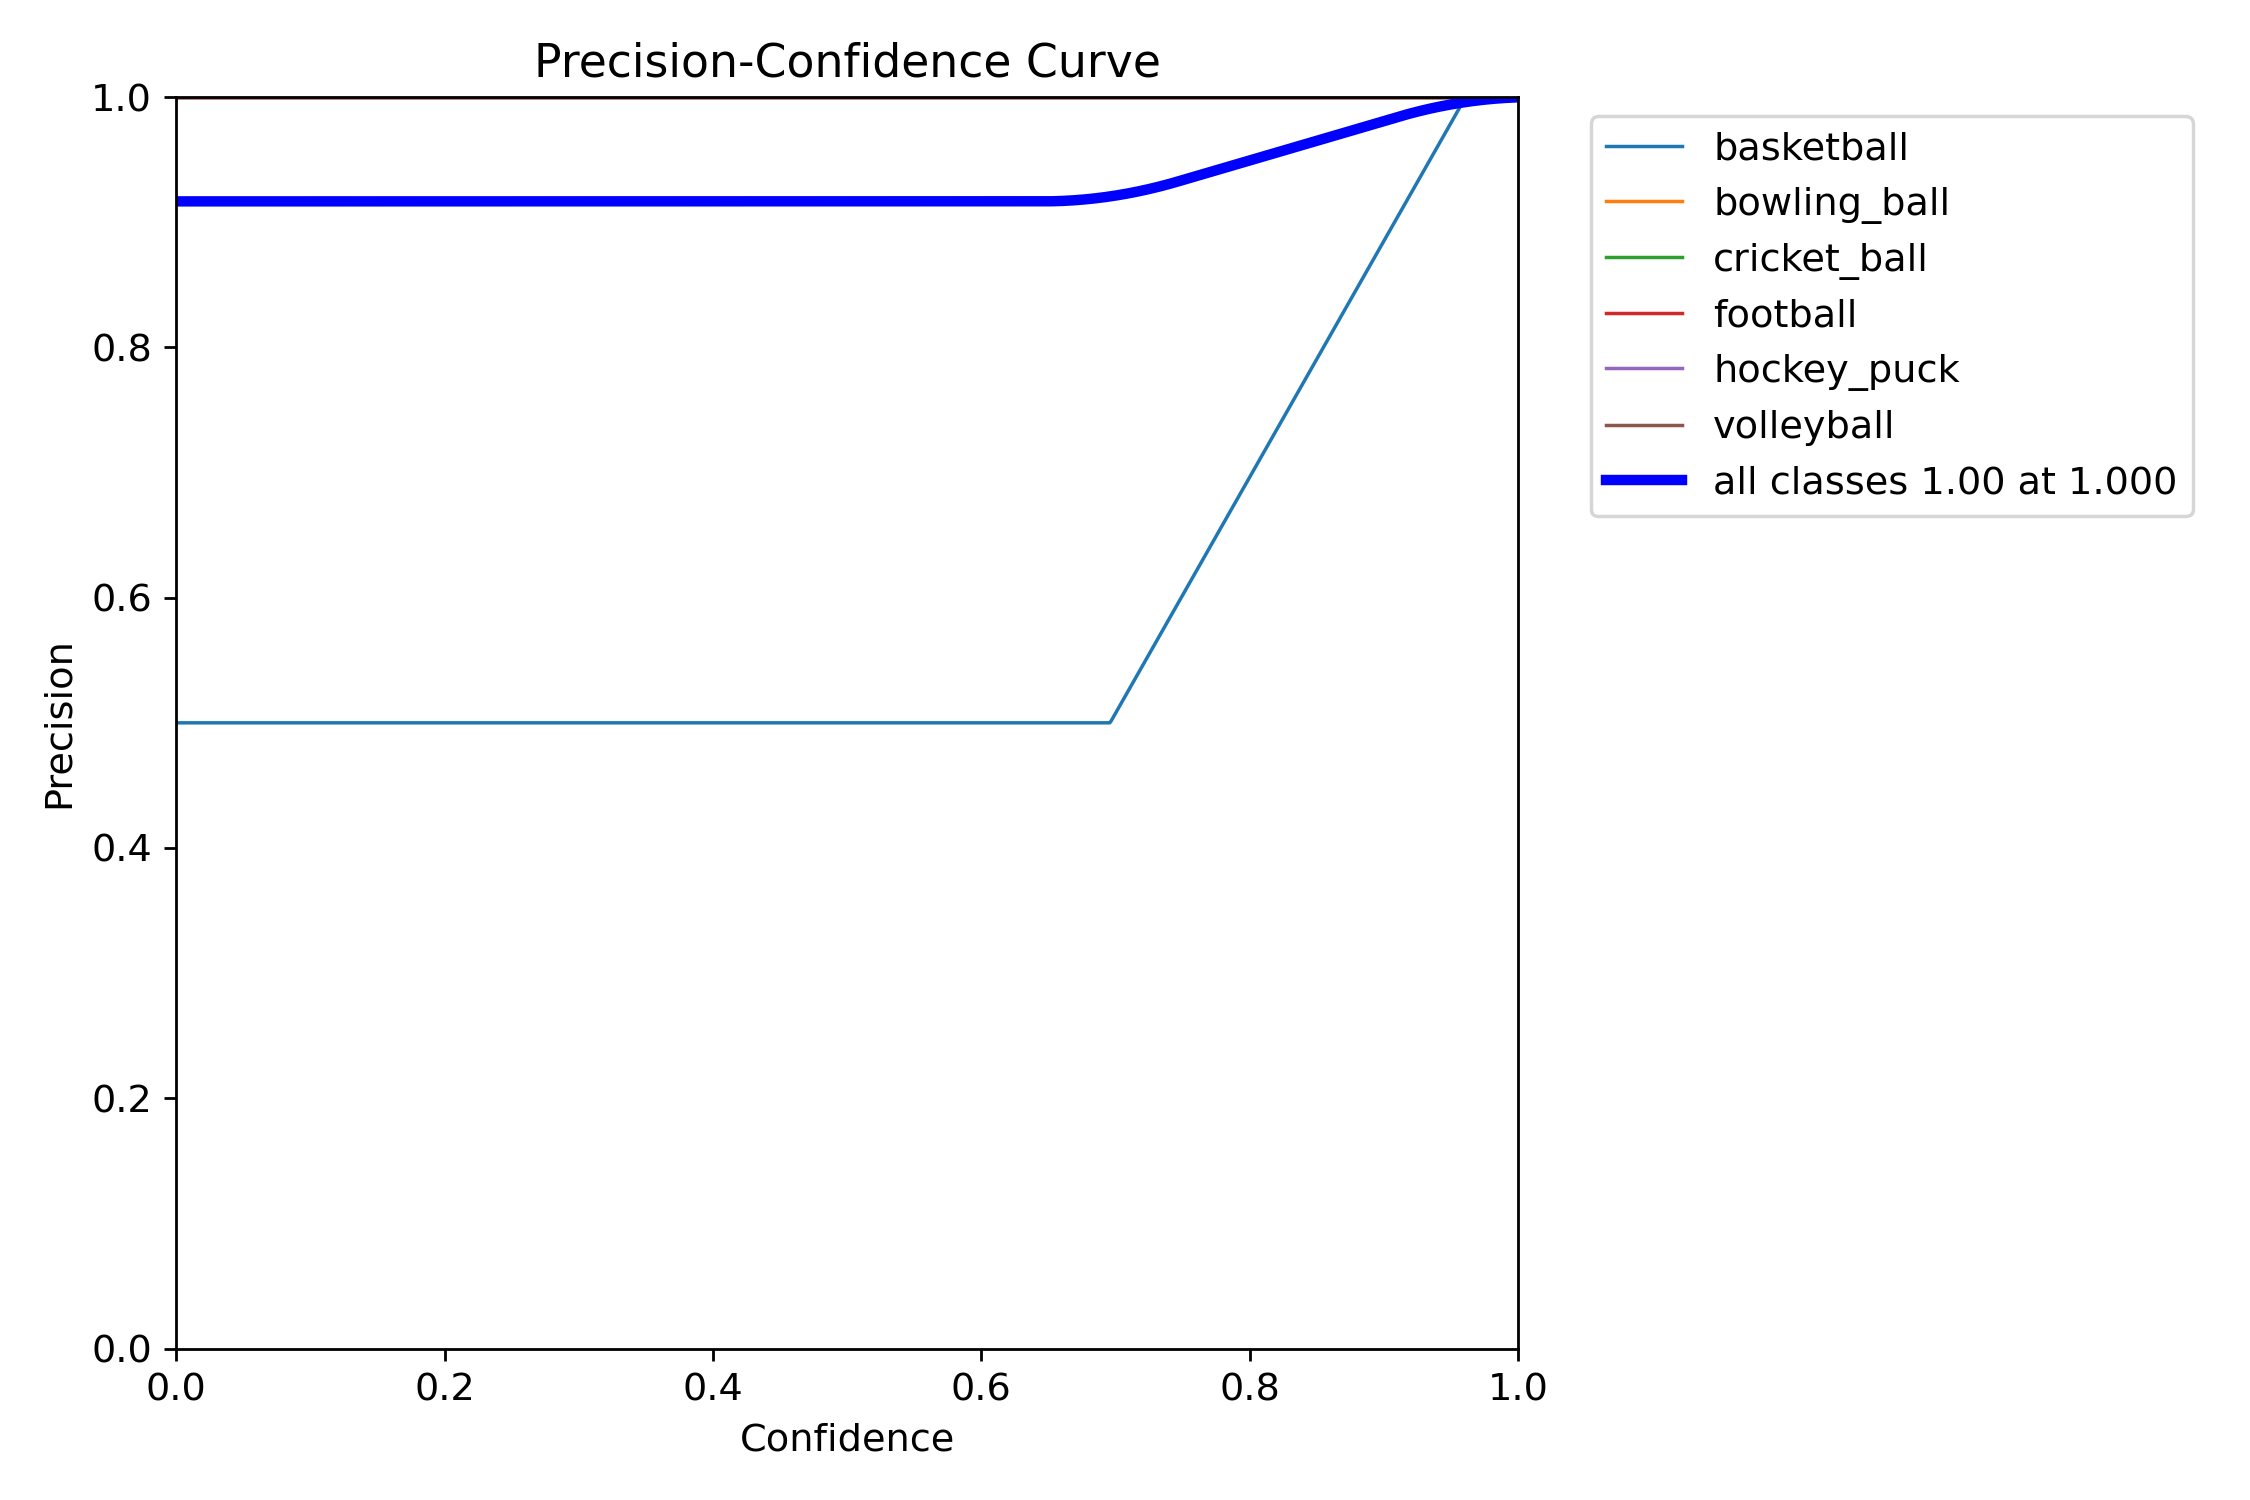 Precision-Confidence Curve
1.0
0.8
0.6
0.4
0.2
0.0
Precision
0.0 0.2 0.4 0.6 0.8 1.0
Confidence
basketball
bowling_ball
cricket_ball
football
hockey_puck
volleyball
all classes 1.00 at 1.000